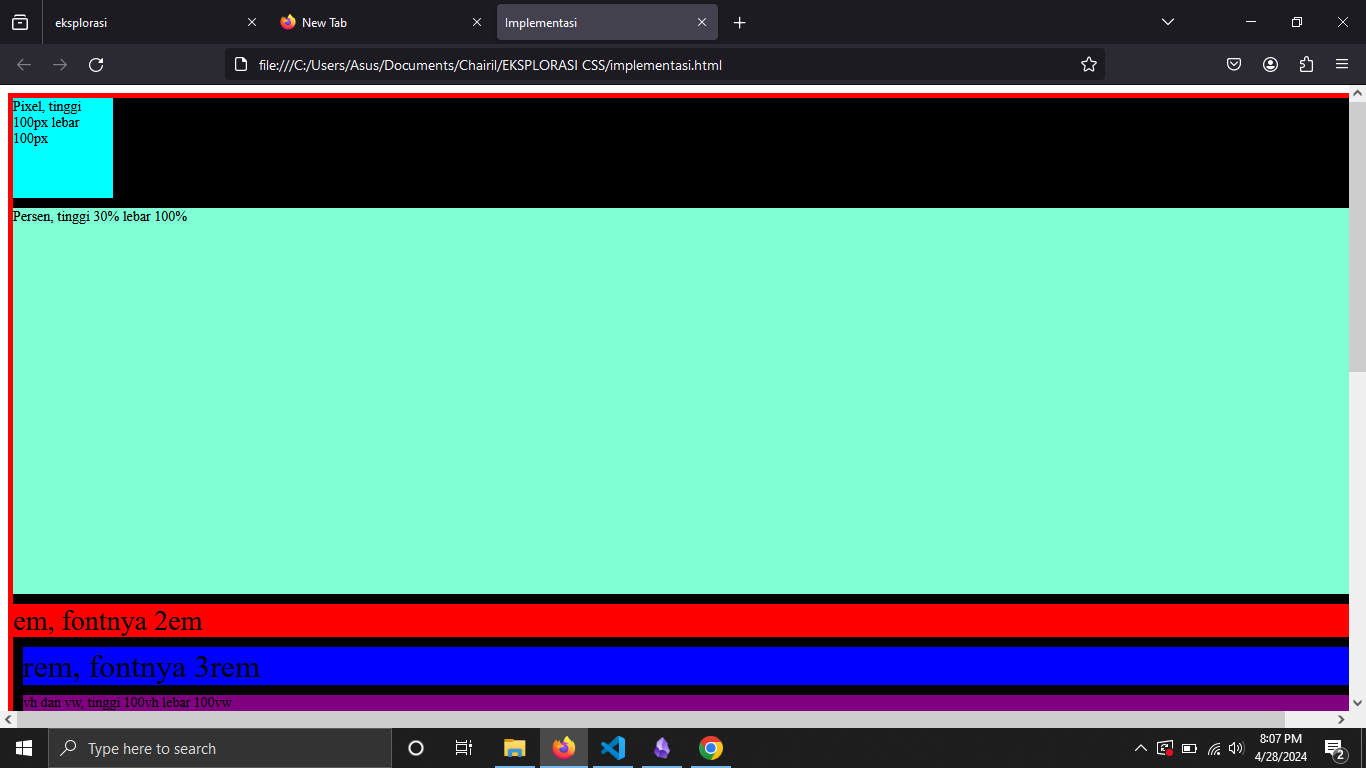 eksplorasi
New Tab
Implementasi
file:///C:/Users/Asus/Documents/Chairil/EKSPLORASI CSS/implementasi.html
Pixel, tinggi
100px lebar
100px
Persen, tinggi 30% lebar 100%
em, fontnya 2em
rem, fontnya 3rem
vh dan vw, tinggi 100vh lebar 100vw
Type here to search
8:07 PM
4/28/2024
2